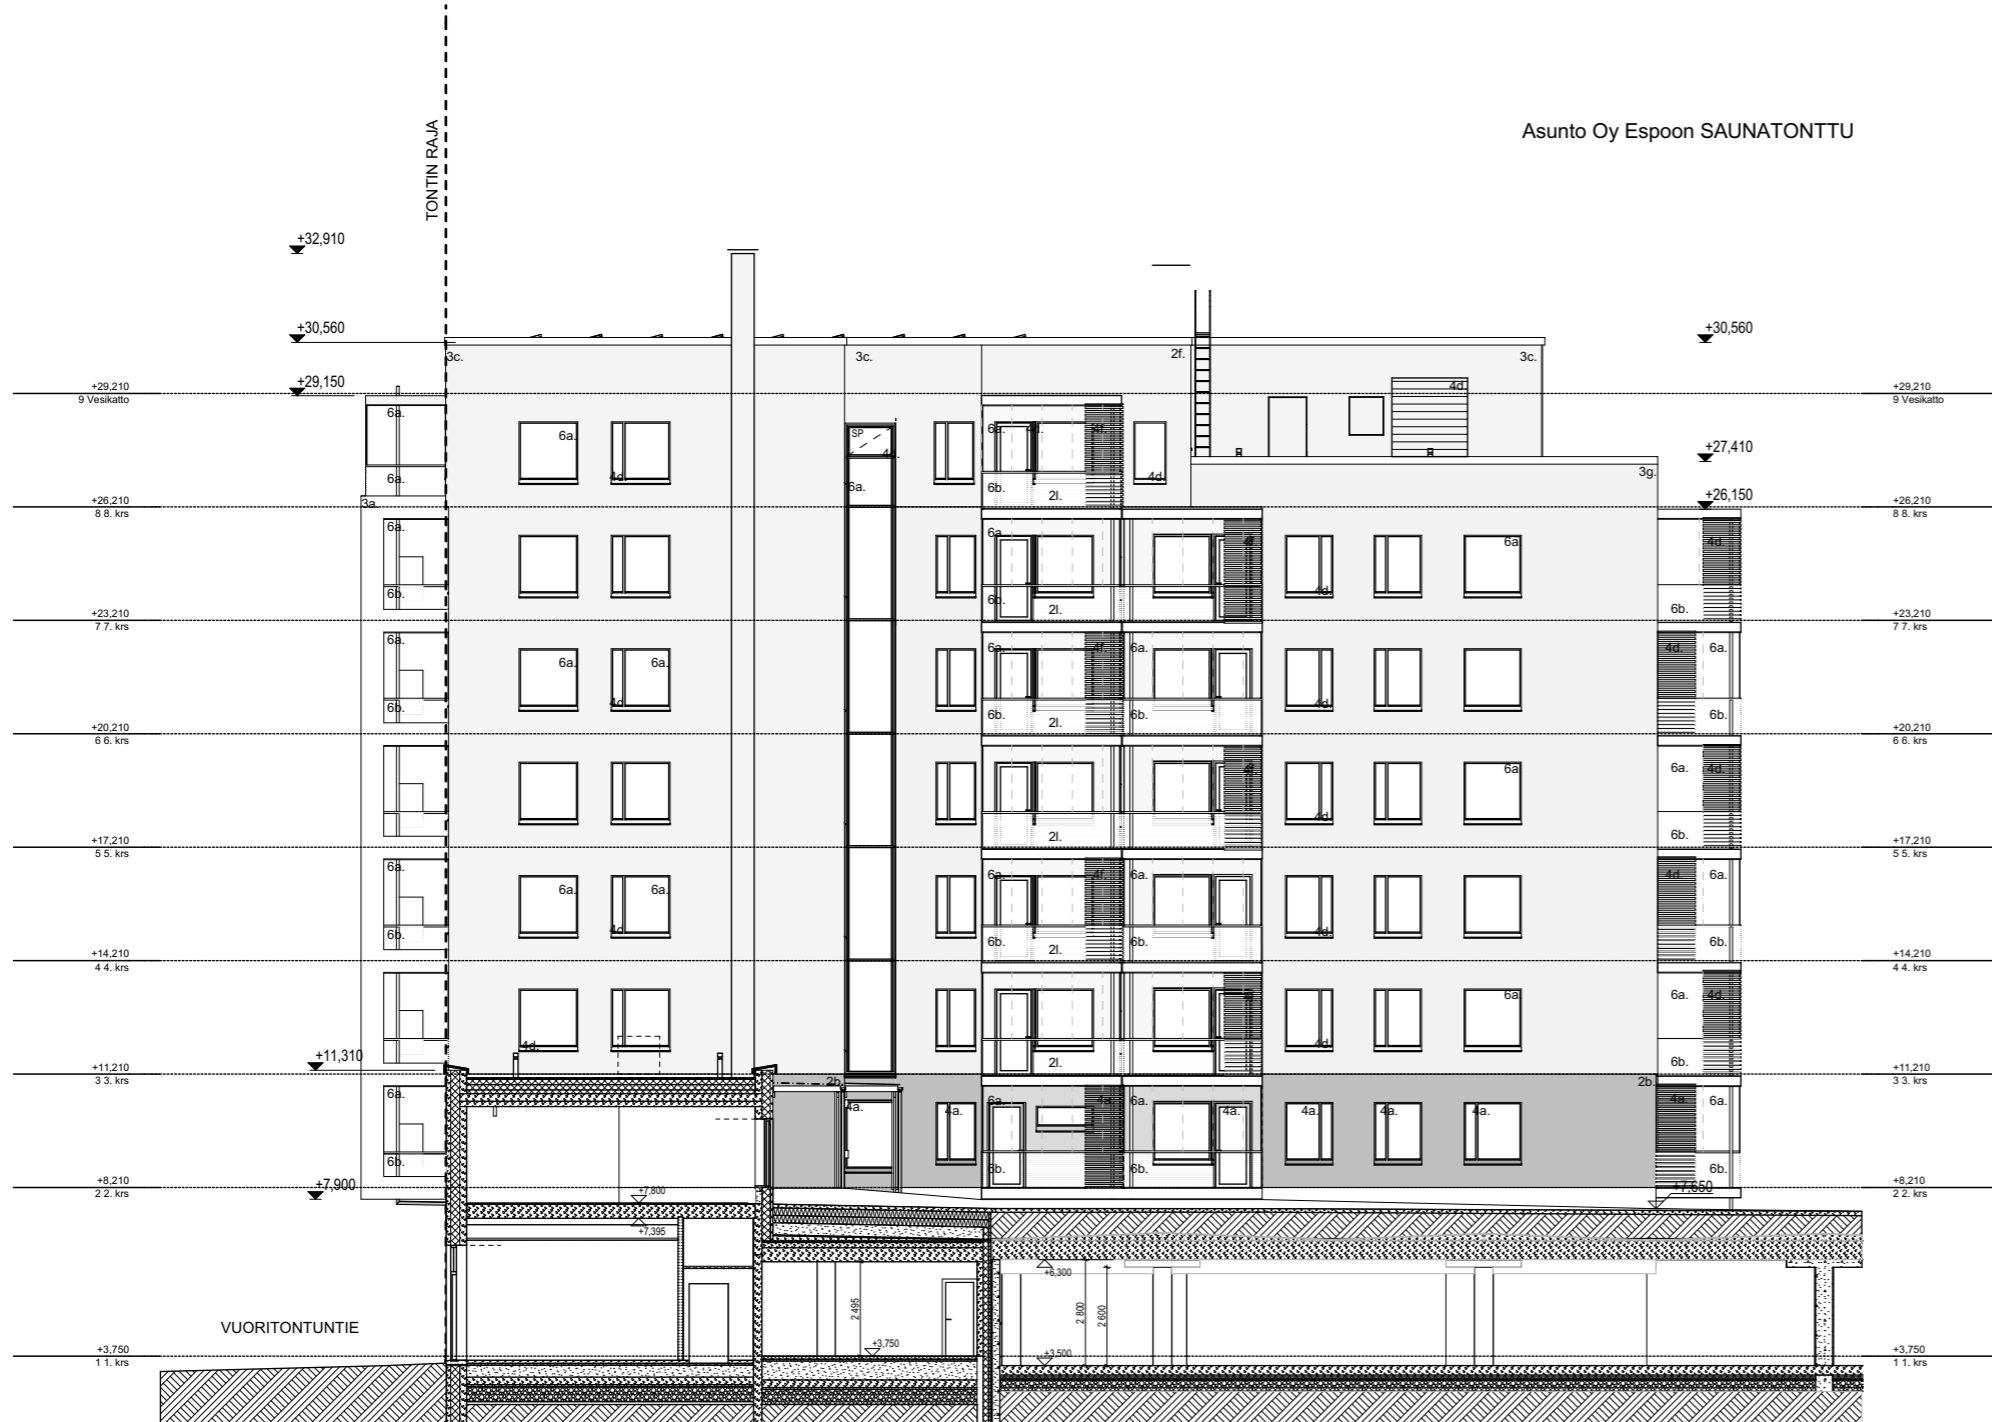 Asunto Oy Espoon SAUNATONTTU
TONTIN RAJA
+32,910
+30,560
+30,560
3c.
3c.
2f.
3c.
+29,210
9 Vesikatto
+29,150
4d.
+29,210
9 Vesikatto
6a.
6a.
SP
4d.
6a.
4d.
4f.
+27,410
6a.
4d.
6a.
6b.
2l.
4d.
3g.
+26,210
8 8. krs
3a.
+26,150
+26,210
8 8. krs
6a.
6a.
6a.
4d.
6b.
6b.
2l.
4d.
6b.
+23,210
7 7. krs
+23,210
7 7. krs
6a.
6a.
6a.
6a.
4f.
6a.
4d.
6a.
6b.
4d.
6b.
2l.
6b.
4d.
6b.
+20,210
6 6. krs
+20,210
6 6. krs
6a.
6a.
4d.
2l.
4d.
6b.
+17,210
5 5. krs
+17,210
5 5. krs
6a.
6a.
6a.
6a.
4f.
6a.
4d.
6a.
6b.
4d.
6b.
2l.
6b.
4d.
6b.
+14,210
4 4. krs
+14,210
4 4. krs
6a.
6a.
4d.
4d.
2l.
4d.
6b.
+11,310
+11,210
3 3. krs
2b.
2b.
+11,210
3 3. krs
6a.
4a.
4a.
6a.
4a.
6a.
4a.
4a.
4a.
4a.
4a.
6a.
6b.
6b.
6b.
6b.
+8,210
2 2. krs
+7,900
+7,800
+7,650
+8,210
2 2. krs
+7,395
+6,300
2 495
2 800
2 600
VUORITONTUNTIE
+3,750
+3,500
+3,750
1 1. krs
+3,750
1 1. krs